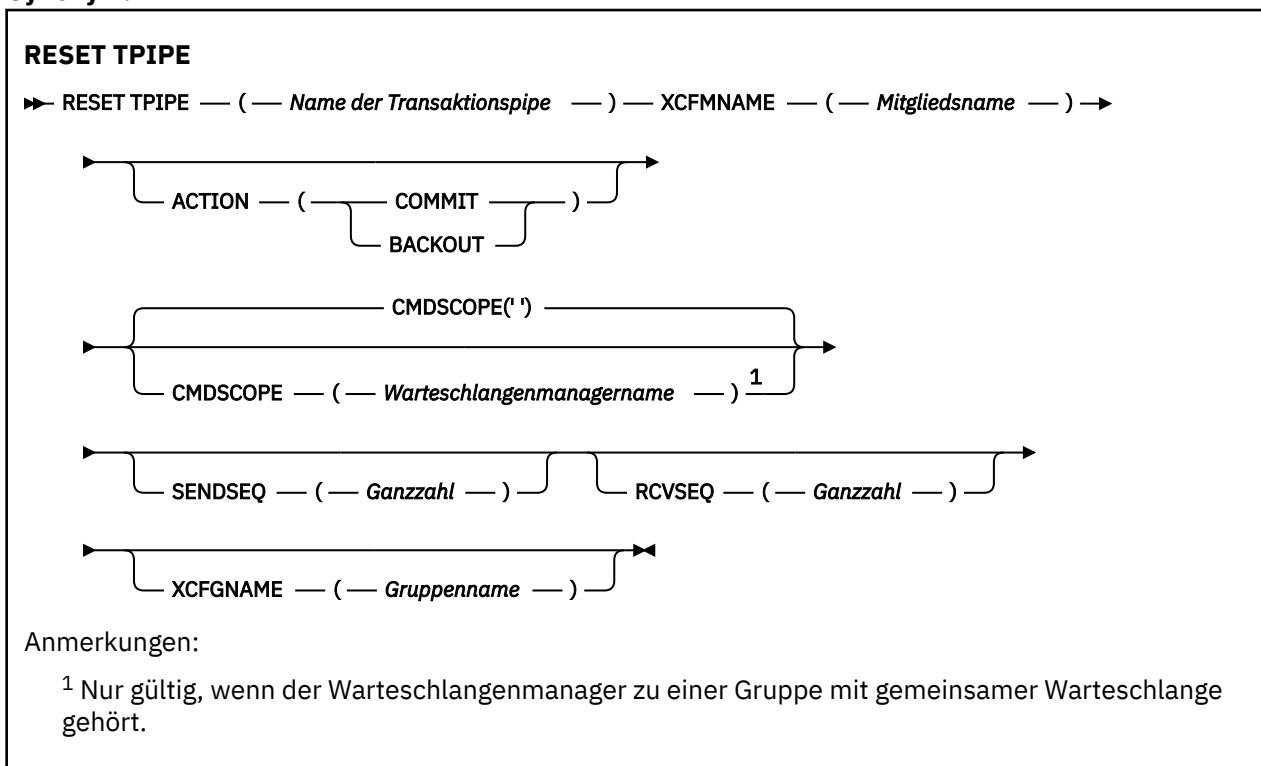 RESET TPIPE
RESET TPIPE ( Name der Transaktionspipe ) XCFMNAME ( Mitgliedsname )
ACTION ( COMMIT )
BACKOUT
CMDSCOPE(' ')
CMDSCOPE ( Warteschlangenmanagername ) 1
SENDSEQ ( Ganzzahl ) RCVSEQ ( Ganzzahl )
XCFGNAME ( Gruppenname )
Anmerkungen:
1 Nur gültig, wenn der Warteschlangenmanager zu einer Gruppe mit gemeinsamer Warteschlange
gehört.